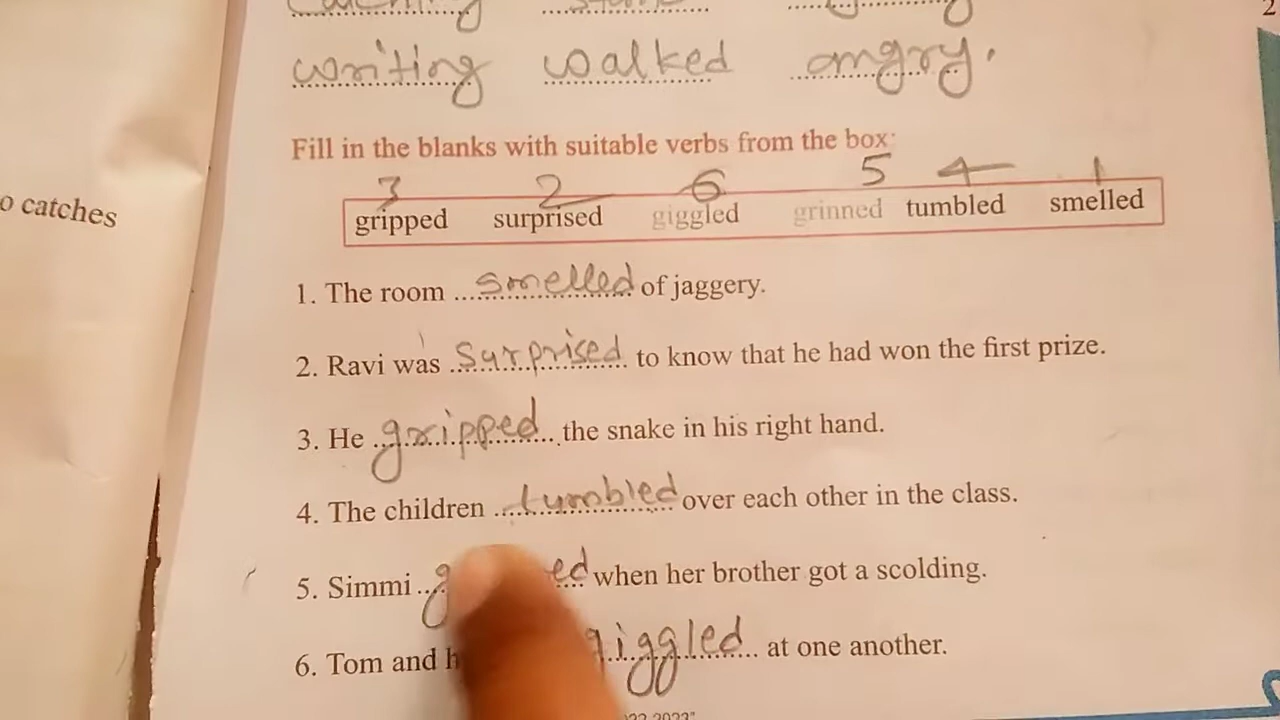 2
writing walked angry.
Fill in the blanks with suitable verbs from the box:
3 2 6 5 4 1
gripped surprised giggled grinned tumbled smelled
o catches
1. The room smelled of jaggery.
2. Ravi was surprised to know that he had won the first prize.
3. He gripped the snake in his right hand.
4. The children tumbled over each other in the class.
5. Simmi ed when her brother got a scolding.
6. Tom and giggled at one another.